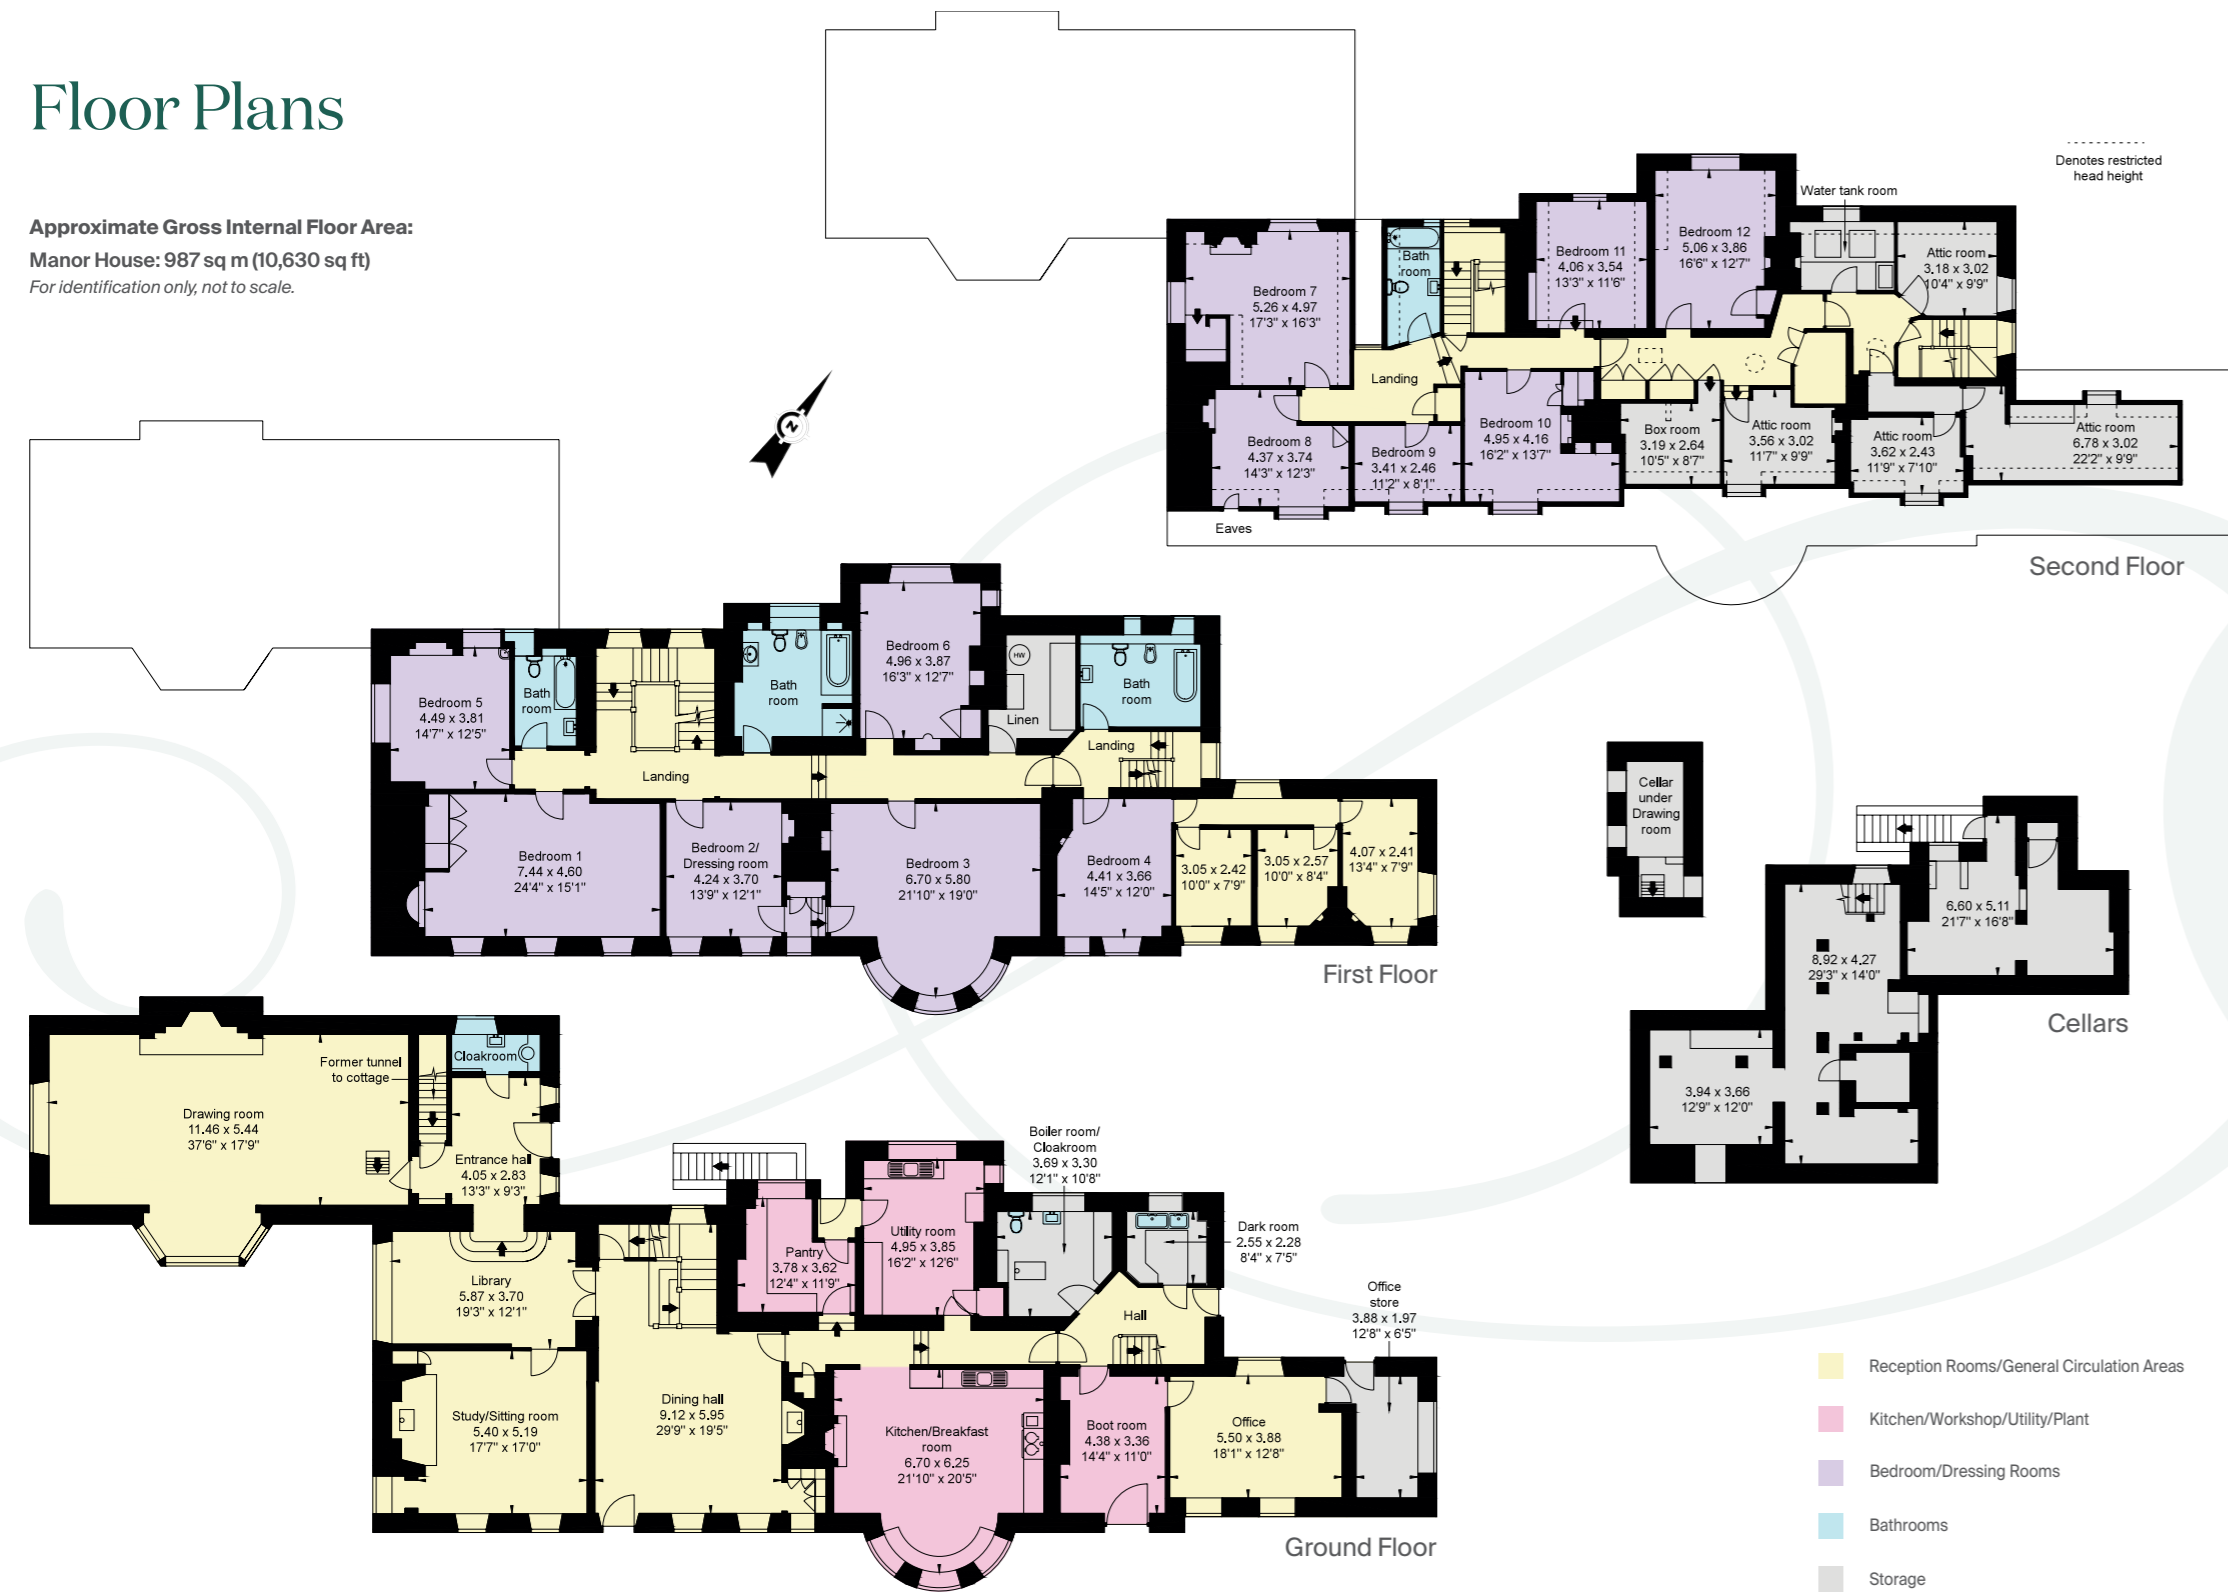 Floor Plans
Approximate Gross Internal Floor Area:
Manor House: 987 sq m (10,630 sq ft)
For identification only, not to scale.
Denotes restricted
head height
Water tank room
Bedroom 7
5.26 x 4.97
17'3" x 16'3"
Bath
room
Bedroom 11
4.06 x 3.54
13'3" x 11'6"
Bedroom 12
5.06 x 3.86
16'6" x 12'7"
Attic room
3.18 x 3.02
10'4" x 9'9"
Landing
Bedroom 8
4.37 x 3.74
14'3" x 12'3"
Bedroom 9
3.41 x 2.46
11'2" x 8'1"
Bedroom 10
4.95 x 4.16
16'2" x 13'7"
Box room
3.19 x 2.64
10'5" x 8'7"
Attic room
3.56 x 3.02
11'7" x 9'9"
Attic room
3.62 x 2.43
11'9" x 7'10"
Attic room
6.78 x 3.02
22'2" x 9'9"
Eaves
Second Floor
N
Bedroom 5
4.49 x 3.81
14'7" x 12'5"
Bath
room
Bath
room
Bedroom 6
4.96 x 3.87
16'3" x 12'7"
HW
Linen
Bath
room
Landing
Landing
Bedroom 1
7.44 x 4.60
24'4" x 15'1"
Bedroom 2/
Dressing room
4.24 x 3.70
13'9" x 12'1"
Bedroom 3
6.70 x 5.80
21'10" x 19'0"
Bedroom 4
4.41 x 3.66
14'5" x 12'0"
3.05 x 2.42
10'0" x 7'9"
3.05 x 2.57
10'0" x 8'4"
4.07 x 2.41
13'4" x 7'9"
First Floor
Cellar
under
Drawing
room
6.60 x 5.11
21'7" x 16'8"
8.92 x 4.27
29'3" x 14'0"
3.94 x 3.66
12'9" x 12'0"
Cellars
Former tunnel
to cottage
Cloakroom
Drawing room
11.46 x 5.44
37'6" x 17'9"
Entrance hall
4.05 x 2.83
13'3" x 9'3"
Library
5.87 x 3.70
19'3" x 12'1"
Study/Sitting room
5.40 x 5.19
17'7" x 17'0"
Dining hall
9.12 x 5.95
29'9" x 19'5"
Pantry
3.78 x 3.62
12'4" x 11'9"
Utility room
4.95 x 3.85
16'2" x 12'6"
Boiler room/
Cloakroom
3.69 x 3.30
12'1" x 10'8"
Dark room
2.55 x 2.28
8'4" x 7'5"
Hall
Office
store
3.88 x 1.97
12'8" x 6'5"
Kitchen/Breakfast
room
6.70 x 6.25
21'10" x 20'5"
Boot room
4.38 x 3.36
14'4" x 11'0"
Office
5.50 x 3.88
18'1" x 12'8"
Ground Floor
Reception Rooms/General Circulation Areas
Kitchen/Workshop/Utility/Plant
Bedroom/Dressing Rooms
Bathrooms
Storage